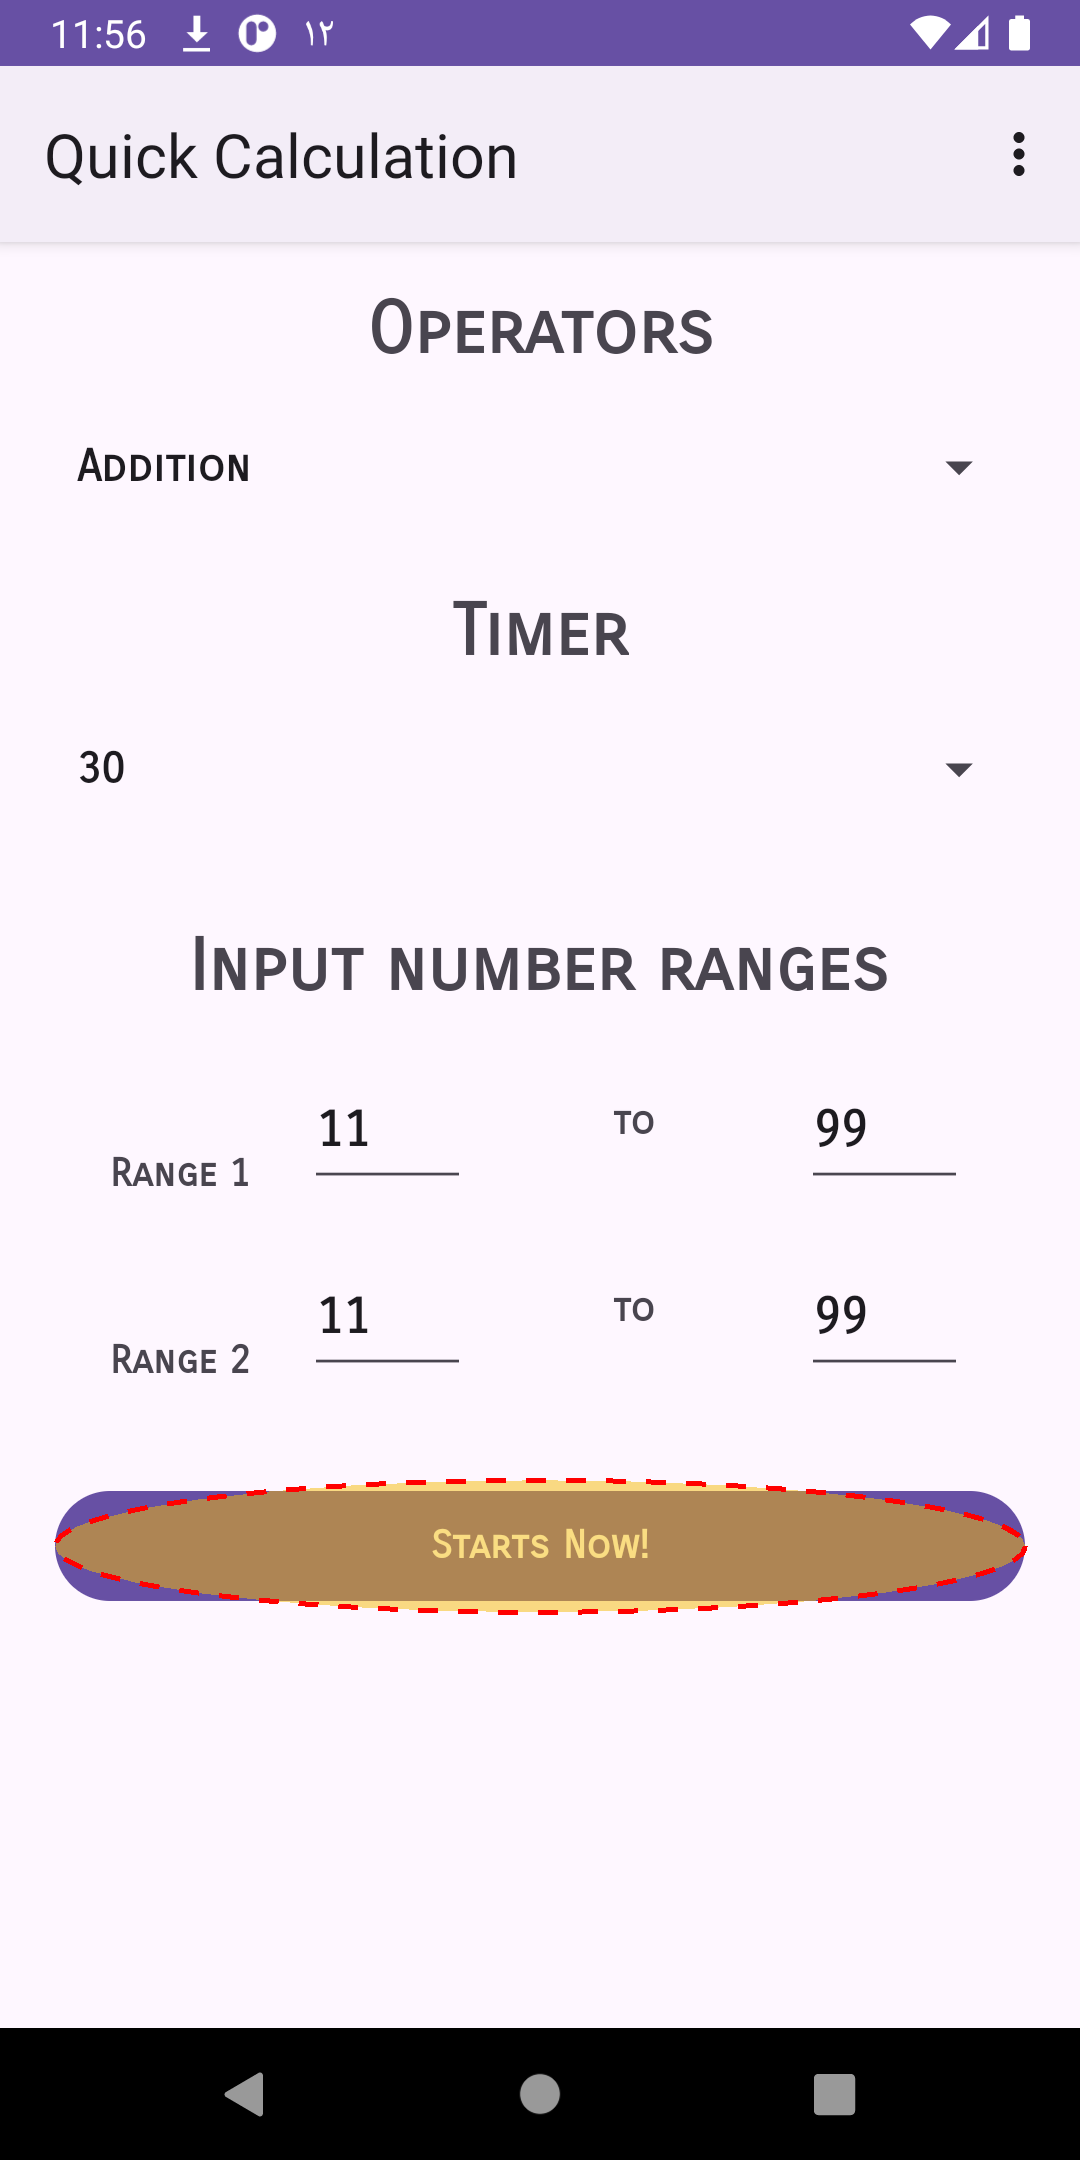 11:56 ١٢
Quick Calculation
Operators
Addition
Timer
30
Input number ranges
Range 1 11 to 99
Range 2 11 to 99
Starts Now!